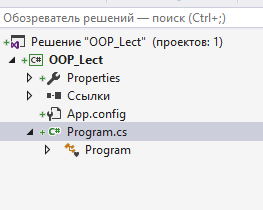 Обозреватель решений — поиск (Ctrl+;)
Решение "OOP_Lect" (проектов: 1)
C# OOP_Lect
Properties
Ссылки
App.config
C# Program.cs
Program